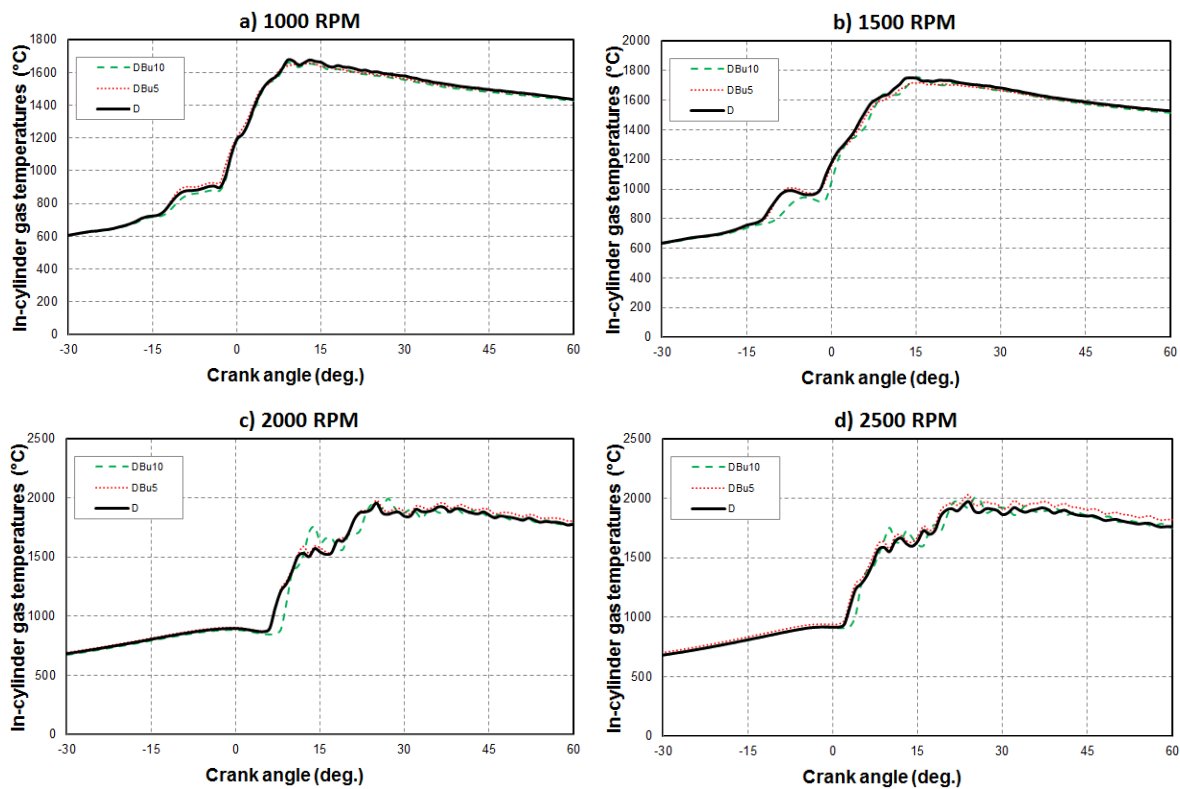 a) 1000 RPM
In-cylinder gas temperatures (°C)
1800
1600
1400
1200
1000
800
600
400
200
0
DBu10
DBu5
D
-30 -15 0 15 30 45 60
Crank angle (deg.)
b) 1500 RPM
In-cylinder gas temperatures (°C)
2000
1800
1600
1400
1200
1000
800
600
400
200
0
DBu10
DBu5
D
-30 -15 0 15 30 45 60
Crank angle (deg.)
c) 2000 RPM
In-cylinder gas temperatures (°C)
2500
2000
1500
1000
500
0
DBu10
DBu5
D
-30 -15 0 15 30 45 60
Crank angle (deg.)
d) 2500 RPM
In-cylinder gas temperatures (°C)
2500
2000
1500
1000
500
0
DBu10
DBu5
D
-30 -15 0 15 30 45 60
Crank angle (deg.)